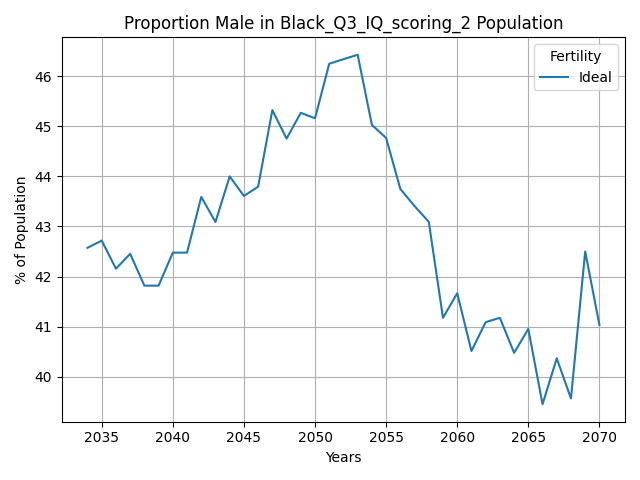 Proportion Male in Black_Q3_IQ_scoring_2 Population
Fertility
Ideal
% of Population
46
45
44
43
42
41
40
2035 2040 2045 2050 2055 2060 2065 2070
Years